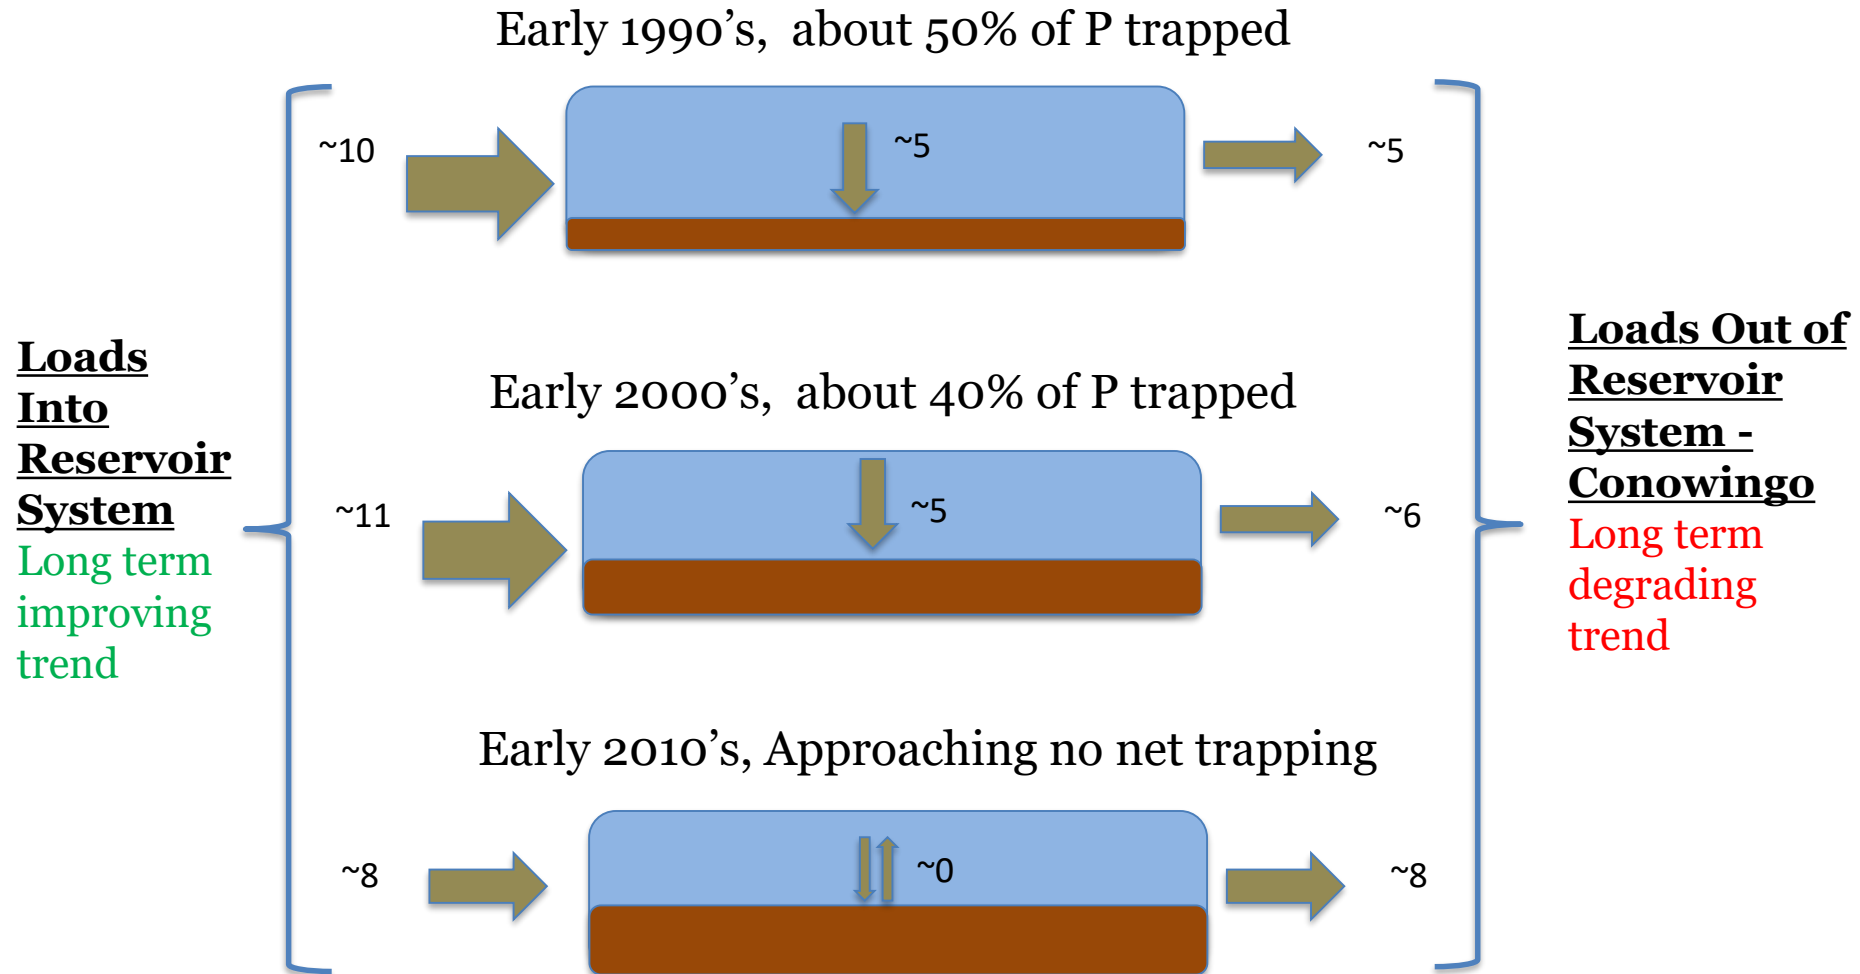 Early 1990’s,  about 50% of P trapped
~10
~5
~5
Early 2000’s,  about 40% of P trapped
~11
~5
~6
Early 2010’s, Approaching no net trapping
~8
~0
~8
Loads
Into
Reservoir
System
Long term
improving
trend
Loads Out of
Reservoir
System -
Conowingo
Long term
degrading
trend